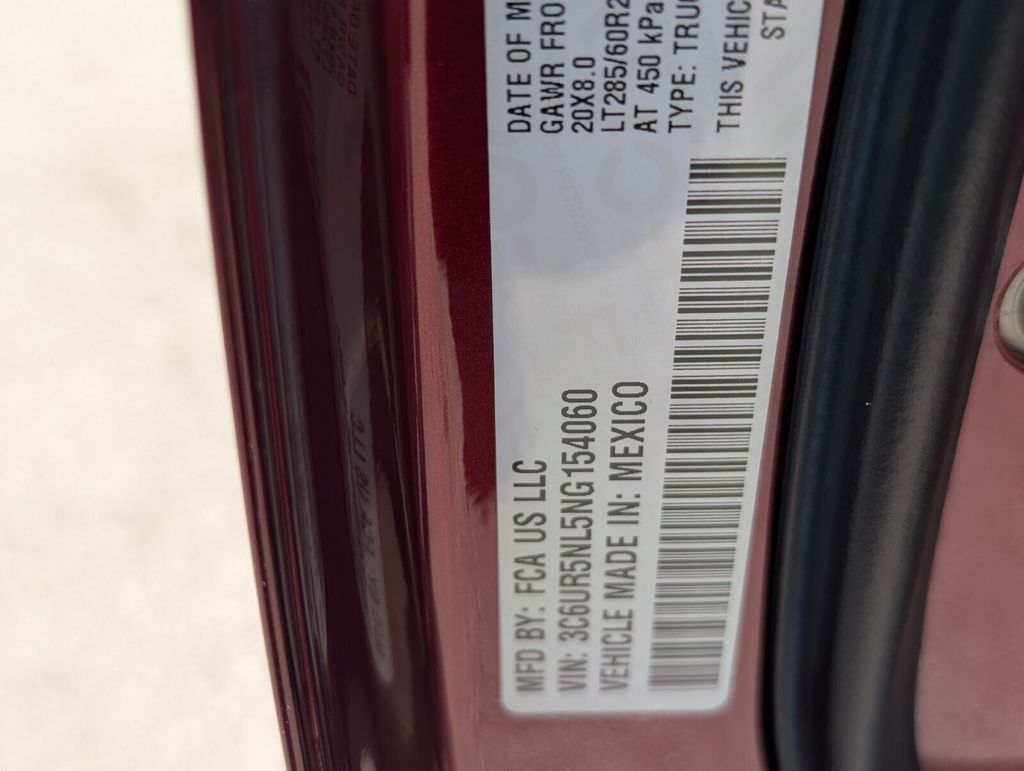 DATE OF M
GAWR FRO
20X8.0
LT285/60R2
AT 450 kPa
TYPE: TRUC
THIS VEHIC
STA
MFD BY: FCA US LLC
VIN: 3C6UR5NL5NG154060
VEHICLE MADE IN: MEXICO